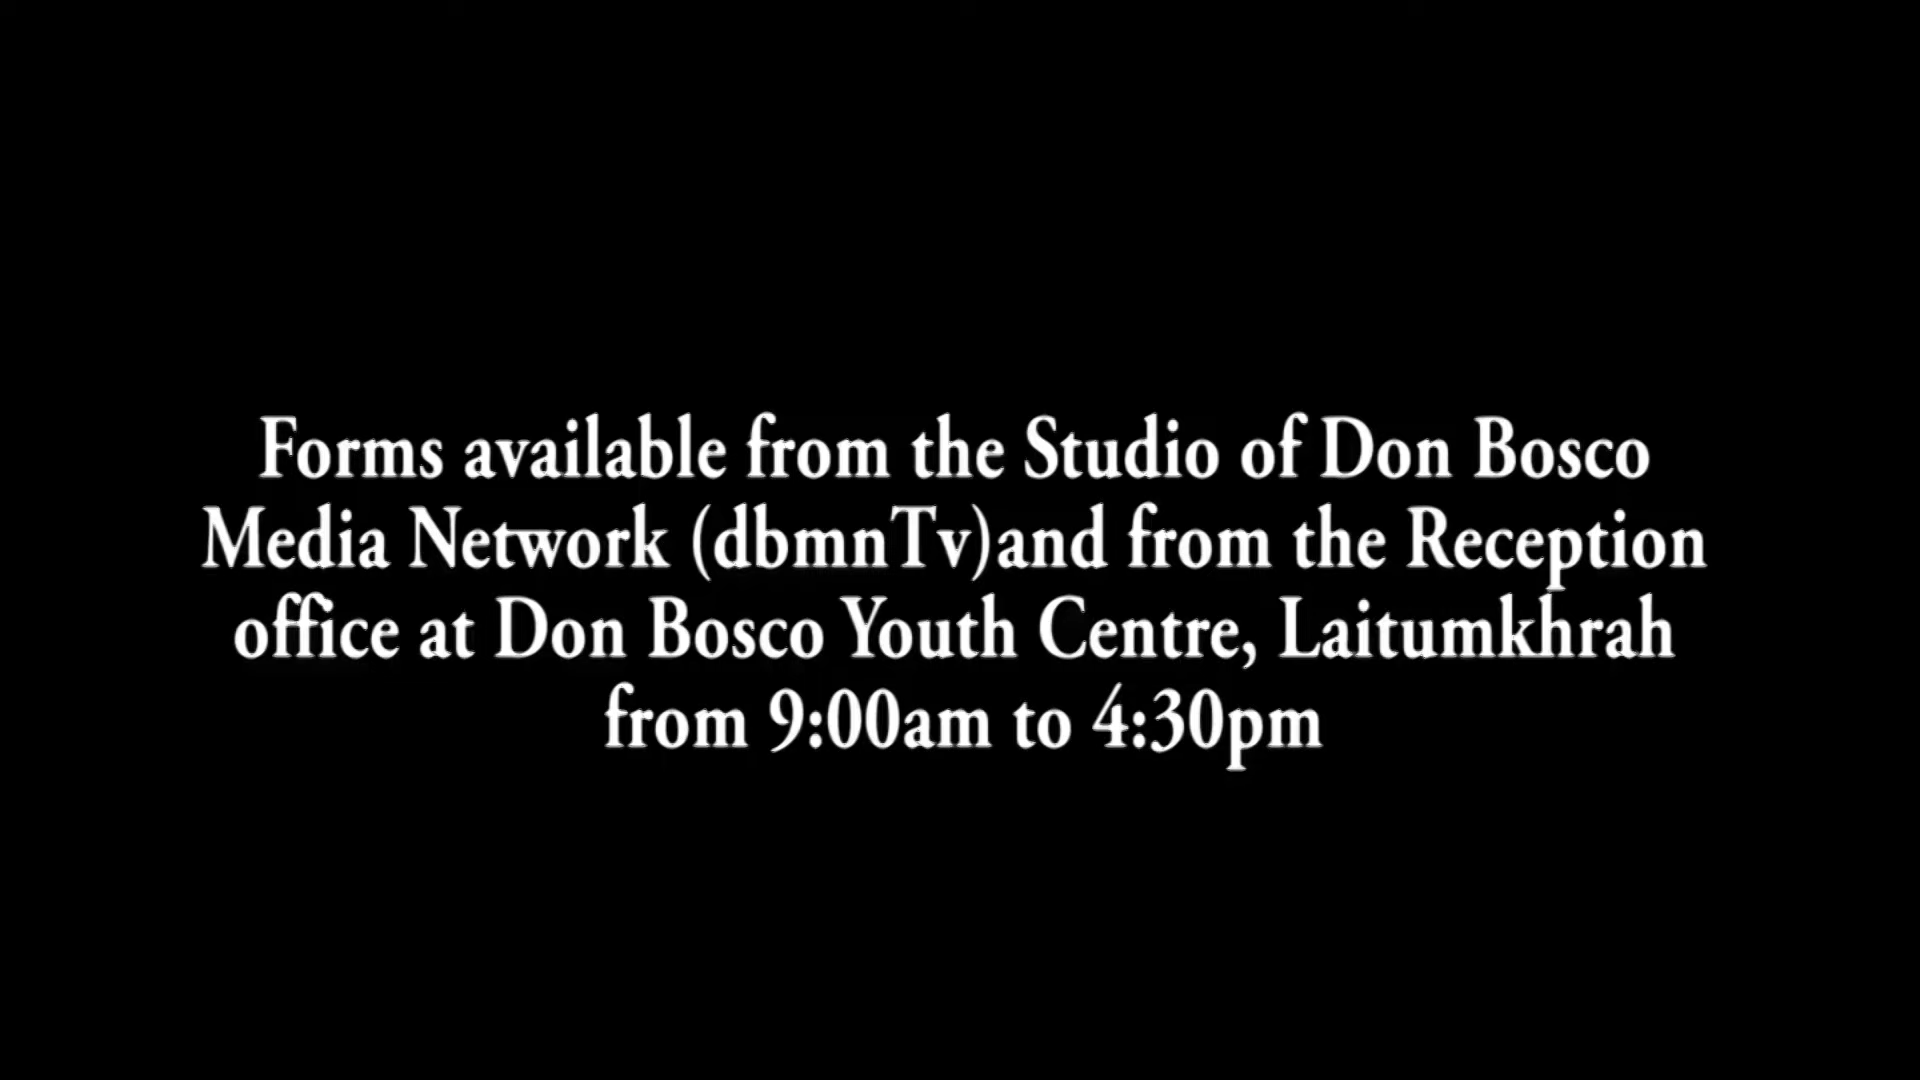 Forms available from the Studio of Don Bosco
Media Network (dbmnTv)and from the Reception
office at Don Bosco Youth Centre, Laitumkhrah
from 9:00am to 4:30pm